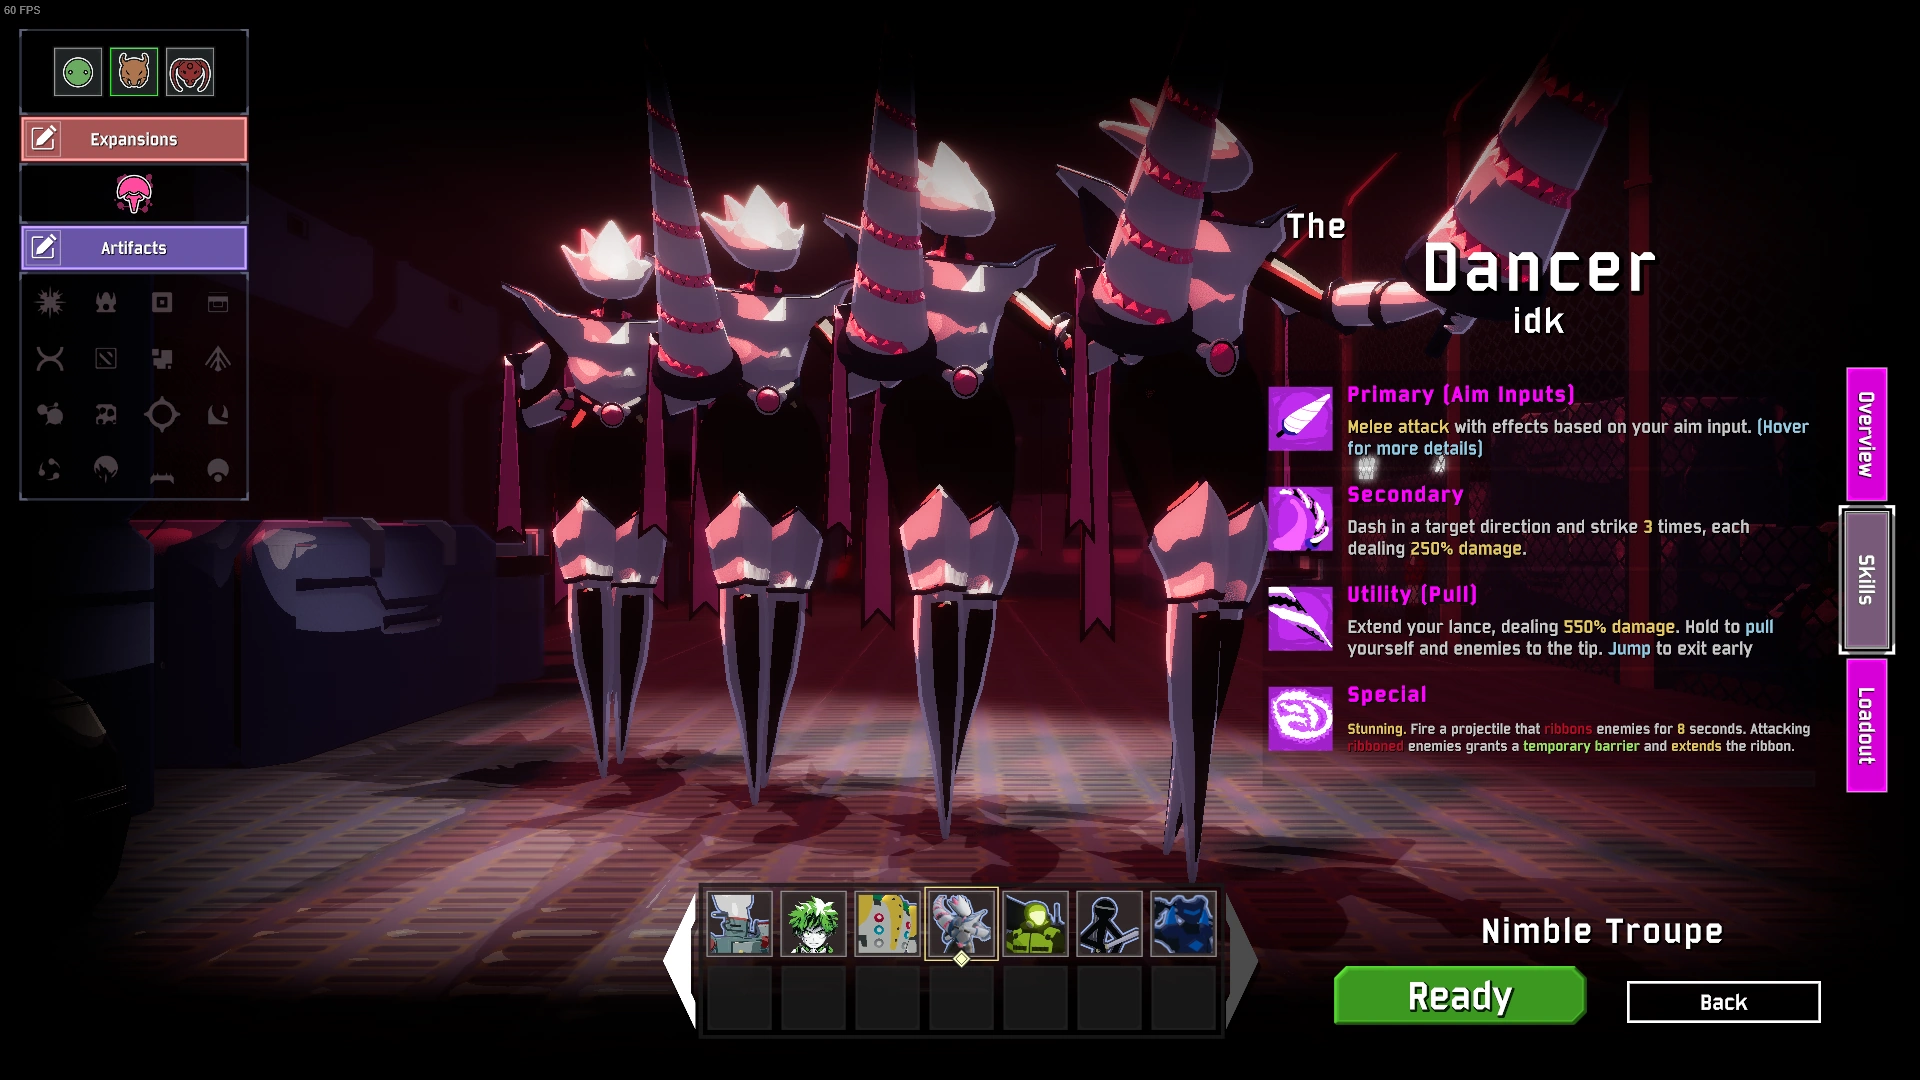 60 FPS
Expansions
Artifacts
The
Dancer
idk
Primary (Aim Inputs)
Melee attack with effects based on your aim input. (Hover
for more details)
Secondary
Dash in a target direction and strike 3 times, each
dealing 250% damage.
Utility (Pull)
Extend your lance, dealing 550% damage. Hold to pull
yourself and enemies to the tip. Jump to exit early
Special
Stunning. Fire a projectile that ribbons enemies for 8 seconds. Attacking
ribboned enemies grants a temporary barrier and extends the ribbon.
Overview
Skills
Loadout
Nimble Troupe
Ready
Back